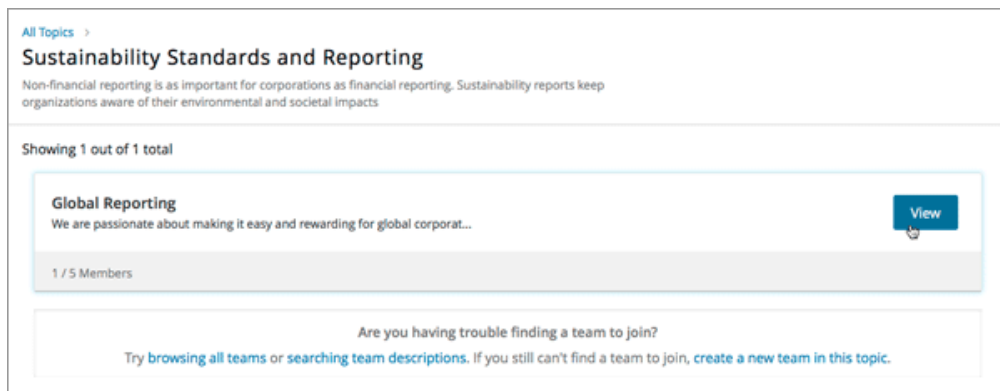 All Topics >
Sustainability Standards and Reporting
Non-financial reporting is as important for corporations as financial reporting. Sustainability reports keep
organizations aware of their environmental and societal impacts
Showing 1 out of 1 total
Global Reporting
We are passionate about making it easy and rewarding for global corporat...
View
1 / 5 Members
Are you having trouble finding a team to join?
Try browsing all teams or searching team descriptions. If you still can't find a team to join, create a new team in this topic.